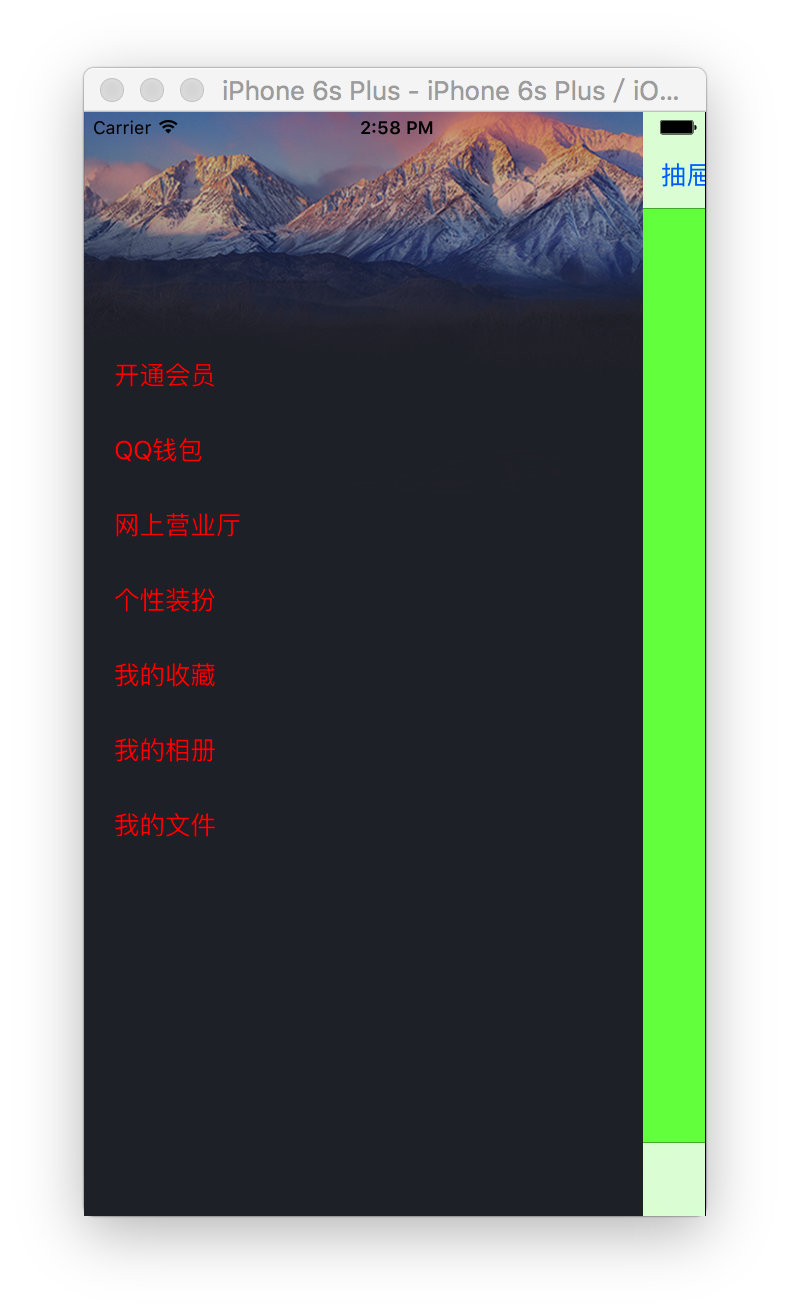 iPhone 6s Plus - iPhone 6s Plus / iO...
Carrier
2:58 PM
抽屉
开通会员
QQ钱包
网上营业厅
个性装扮
我的收藏
我的相册
我的文件